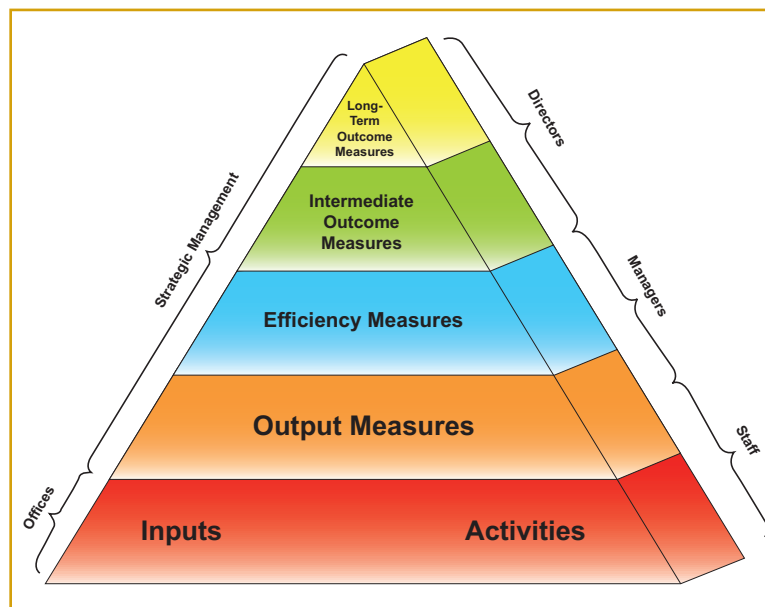 Long-
Term
Outcome
Measures
Intermediate
Outcome
Measures
Efficiency Measures
Output Measures
Inputs
Activities
Strategic Management
Offices
Directors
Managers
Staff